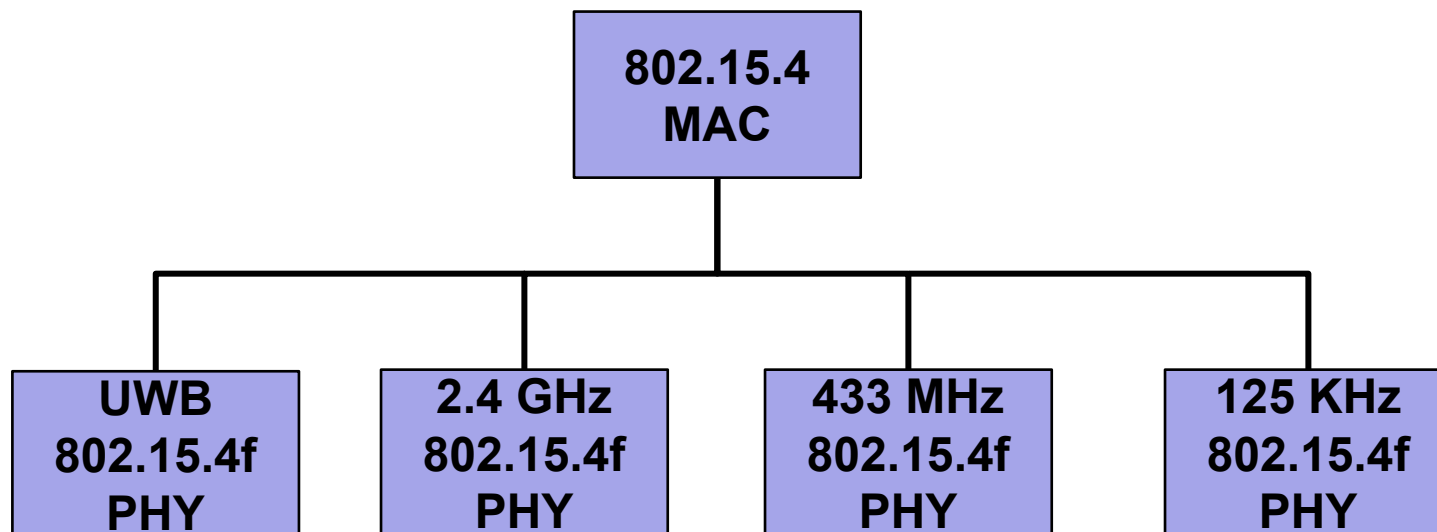 802.15.4
MAC
UWB
802.15.4f
PHY
2.4 GHz
802.15.4f
PHY
433 MHz
802.15.4f
PHY
125 KHz
802.15.4f
PHY